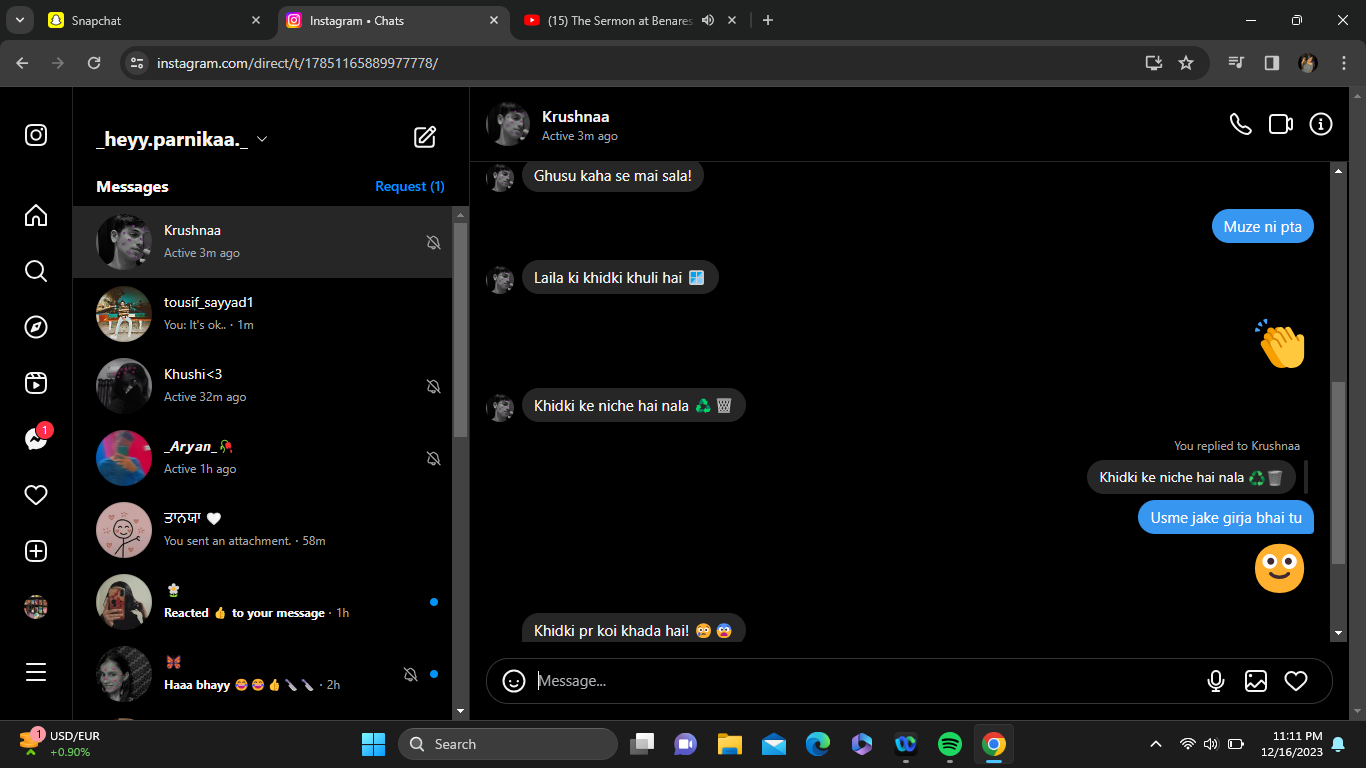 Snapchat
Instagram • Chats
(15) The Sermon at Benares
instagram.com/direct/t/17851165889977778/
_heyy.parnikaa._
Messages
Request (1)
Krushnaa
Active 3m ago
tousif_sayyad1
You: It's ok.. · 1m
Khushi<3
Active 32m ago
_Aryan_🥀
Active 1h ago
ਤਾਨਯਾ 🤍
You sent an attachment. · 58m
Reacted 👍 to your message · 1h
🦋
Haaa bhayy 😂😂👍🔪🔪 · 2h
1
Krushnaa
Active 3m ago
Ghusu kaha se mai sala!
Muze ni pta
Laila ki khidki khuli hai 🪟
👏
Khidki ke niche hai nala ♻️🗑️
You replied to Krushnaa
Khidki ke niche hai nala ♻️🗑️
Usme jake girja bhai tu
Khidki pr koi khada hai! 😳😨
Message...
1
USD/EUR
+0.90%
Search
11:11 PM
12/16/2023